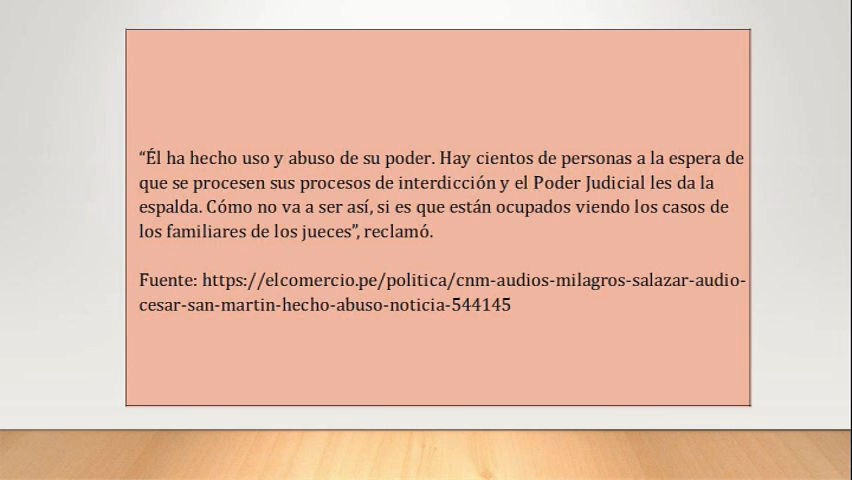 “Él ha hecho uso y abuso de su poder. Hay cientos de personas a la espera de
que se procesen sus procesos de interdicción y el Poder Judicial les da la
espalda. Cómo no va a ser así, si es que están ocupados viendo los casos de
los familiares de los jueces”, reclamó.
Fuente: https://elcomercio.pe/politica/cnm-audios-milagros-salazar-audio-
cesar-san-martin-hecho-abuso-noticia-544145